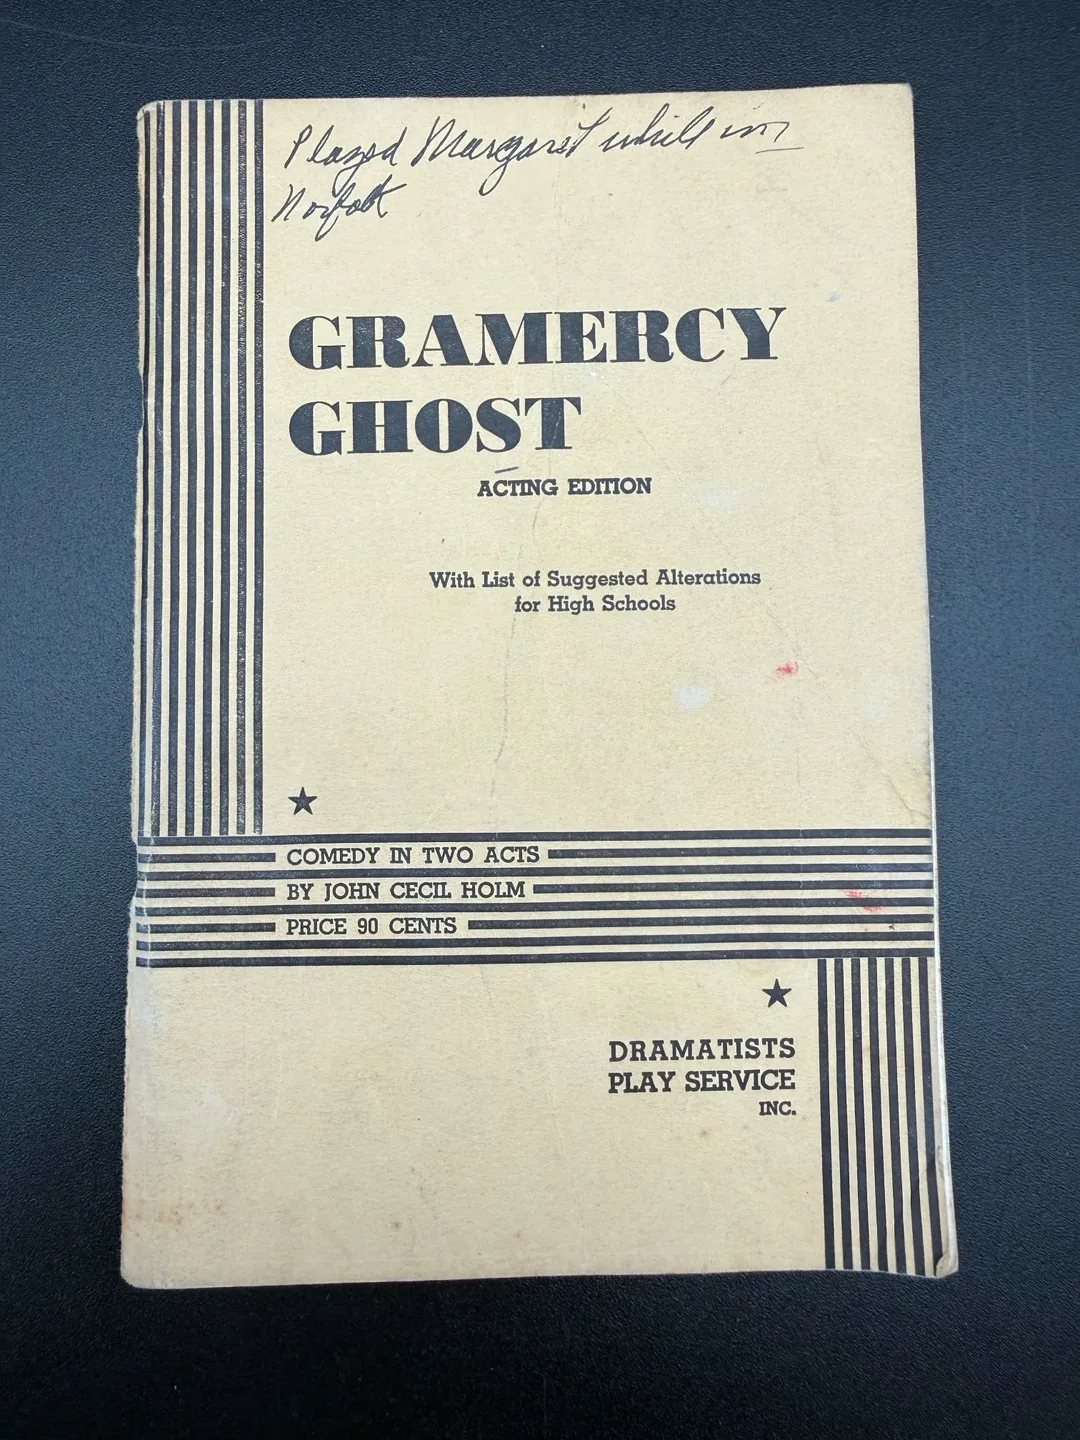 Played Margaret while in
Norfolk
GRAMERCY
GHOST
ACTING EDITION
With List of Suggested Alterations
for High Schools
COMEDY IN TWO ACTS
BY JOHN CECIL HOLM
PRICE 90 CENTS
DRAMATISTS
PLAY SERVICE
INC.